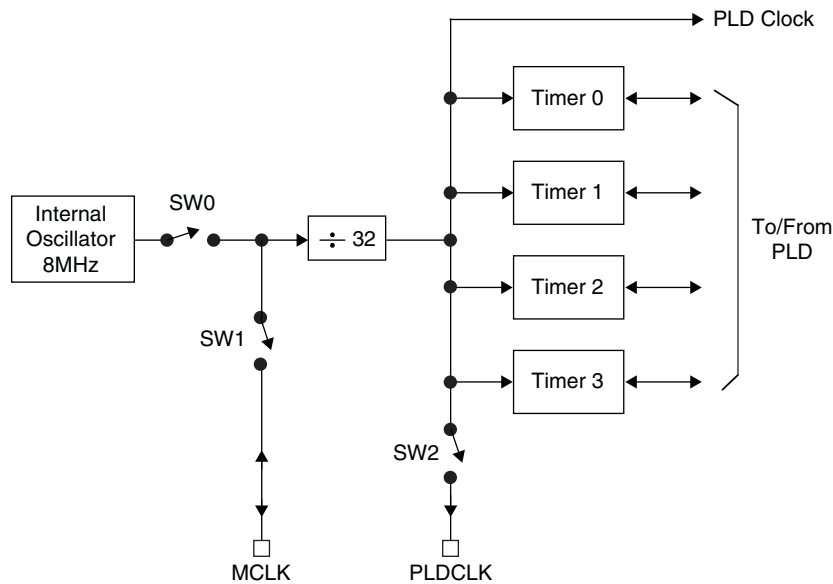 PLD Clock
Timer 0
Timer 1
SW0
Internal
Oscillator
8MHz
÷ 32
To/From
PLD
Timer 2
SW1
Timer 3
SW2
MCLK
PLDCLK